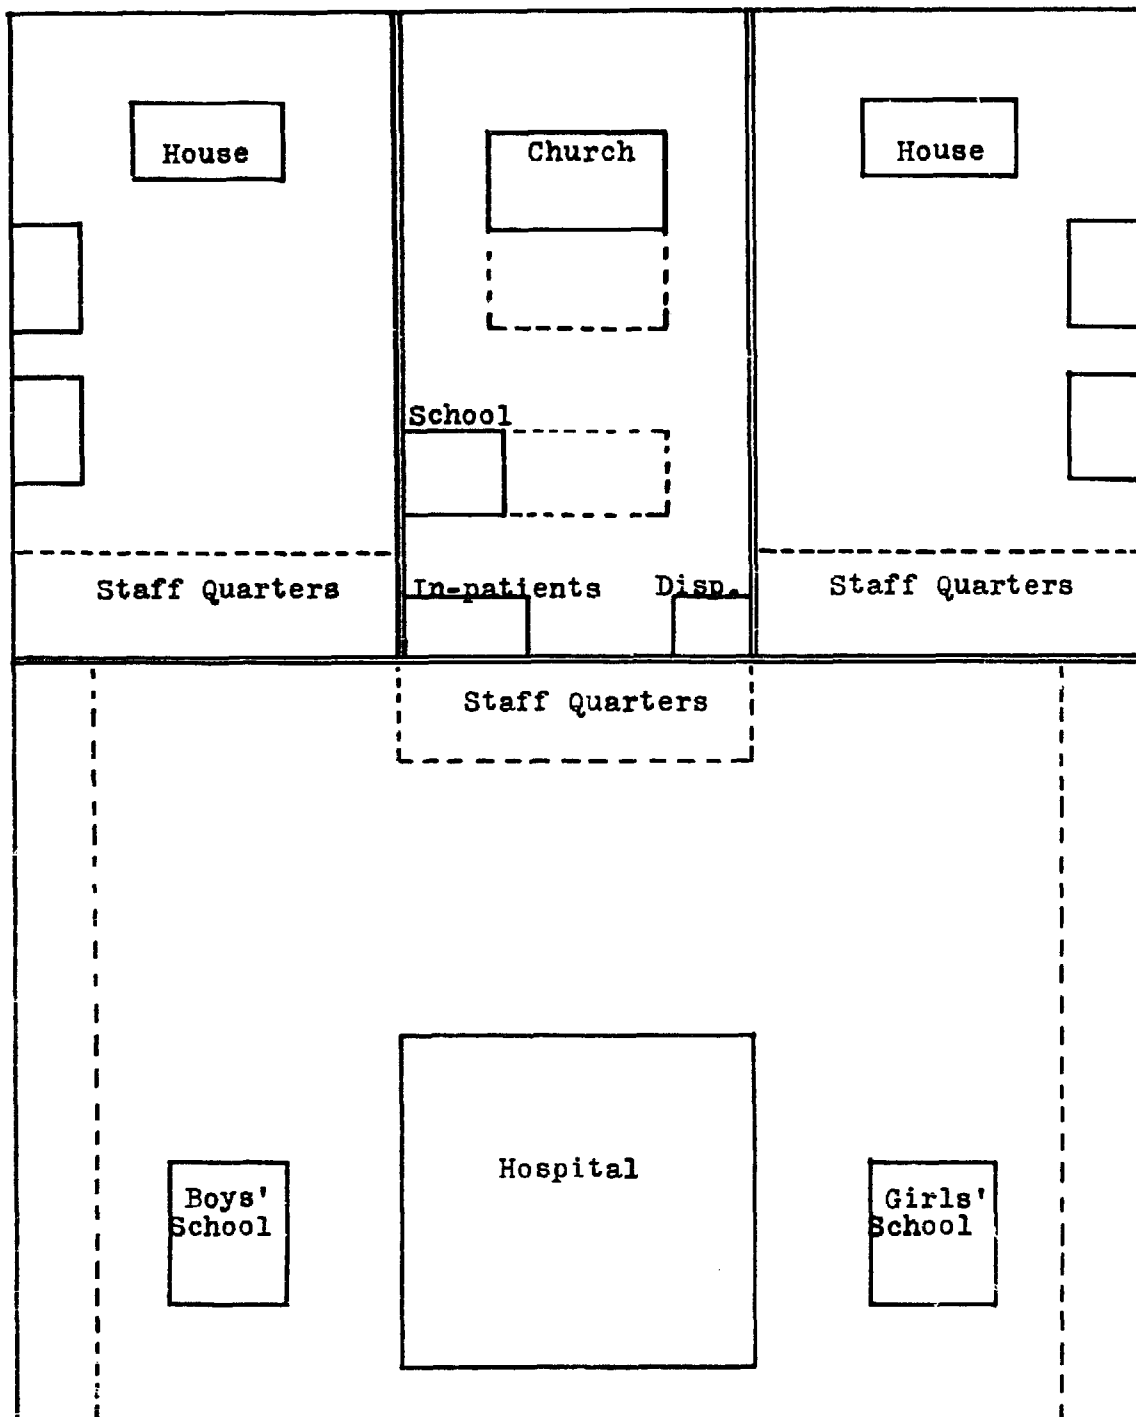 House
Church
House
School
Staff Quarters
In-patients
Disp.
Staff Quarters
Staff Quarters
Hospital
Boys'
School
Girls'
School